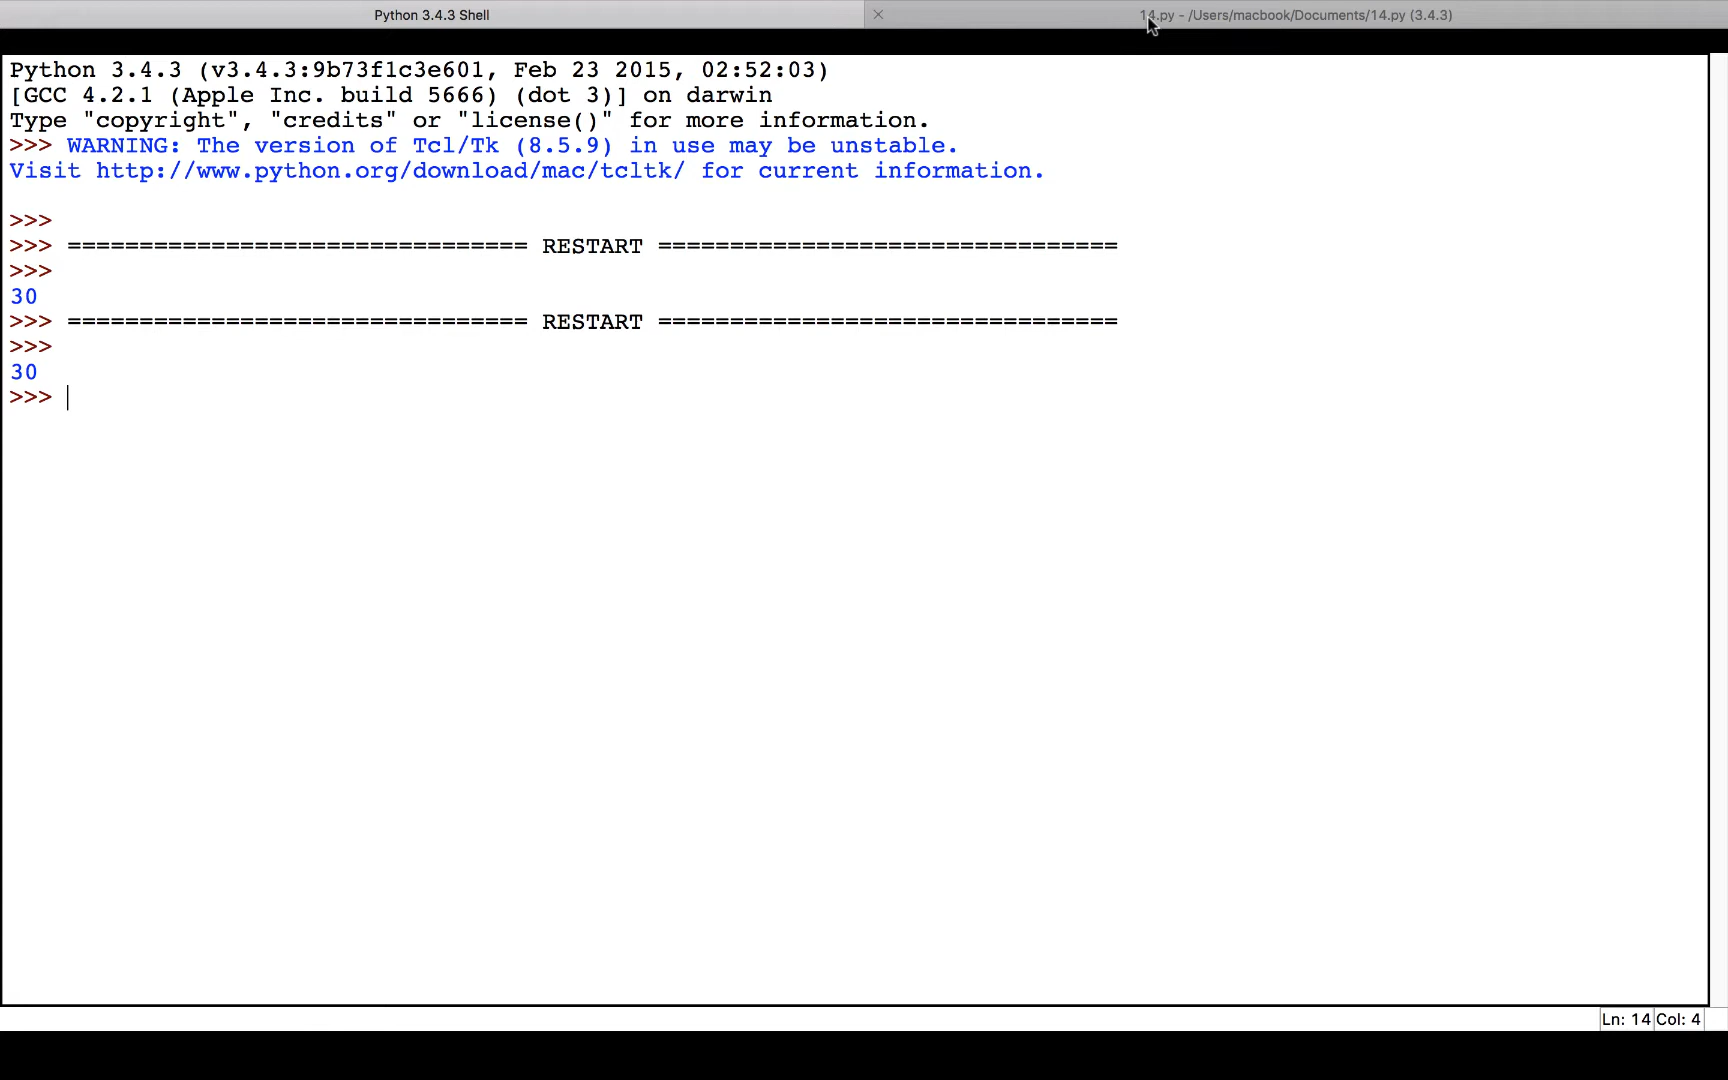 Python 3.4.3 Shell
14.py - /Users/macbook/Documents/14.py (3.4.3)
Python 3.4.3 (v3.4.3:9b73f1c3e601, Feb 23 2015, 02:52:03)
[GCC 4.2.1 (Apple Inc. build 5666) (dot 3)] on darwin
Type "copyright", "credits" or "license()" for more information.
>>> WARNING: The version of Tcl/Tk (8.5.9) in use may be unstable.
Visit http://www.python.org/download/mac/tcltk/ for current information.
>>>
>>> ================================ RESTART ================================
>>>
30
>>> ================================ RESTART ================================
>>>
30
>>>
Ln: 14 Col: 4